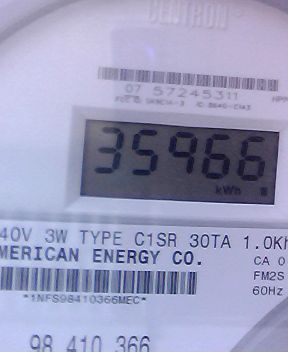 CENTRON®
07 57245311
35966
kWh
40V 3W TYPE C1SR 30TA 1.0Kh
MERICAN ENERGY CO.
CA 0
FM2S
60Hz
*1NFS98410366MEC*
98 410 366